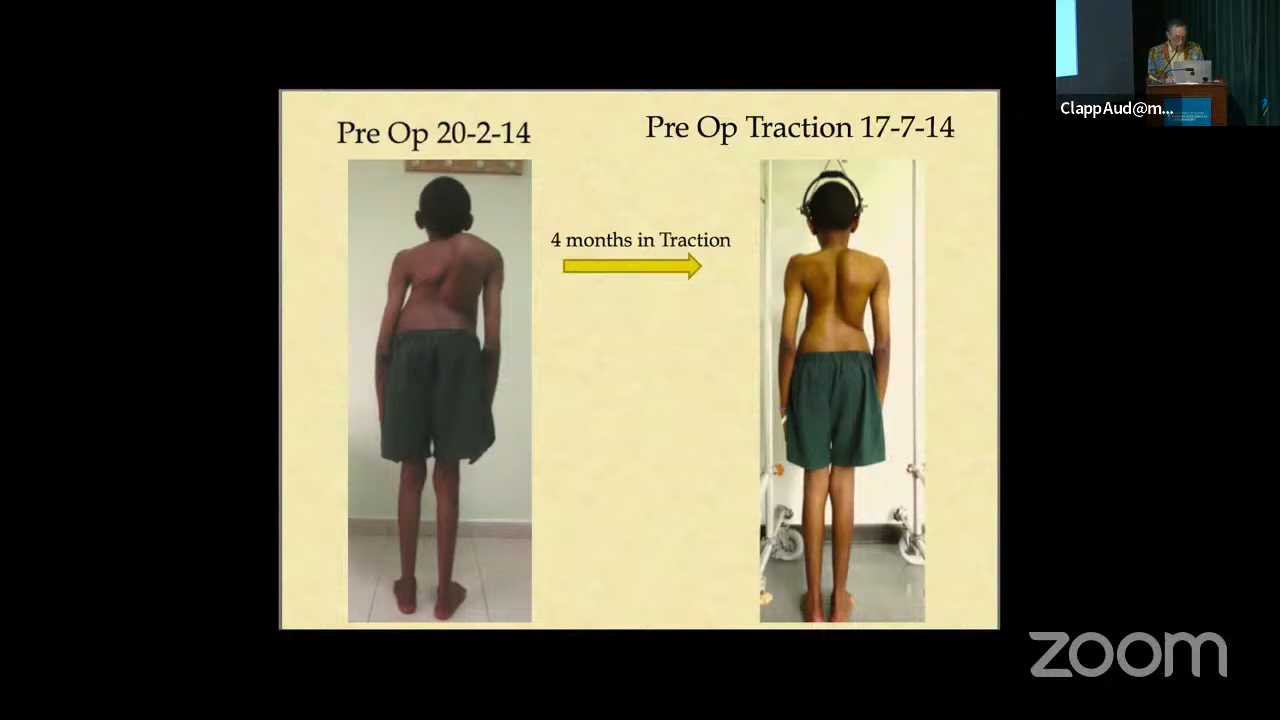 Pre Op 20-2-14
Pre Op Traction 17-7-14
4 months in Traction
ClappAud@m...
zoom